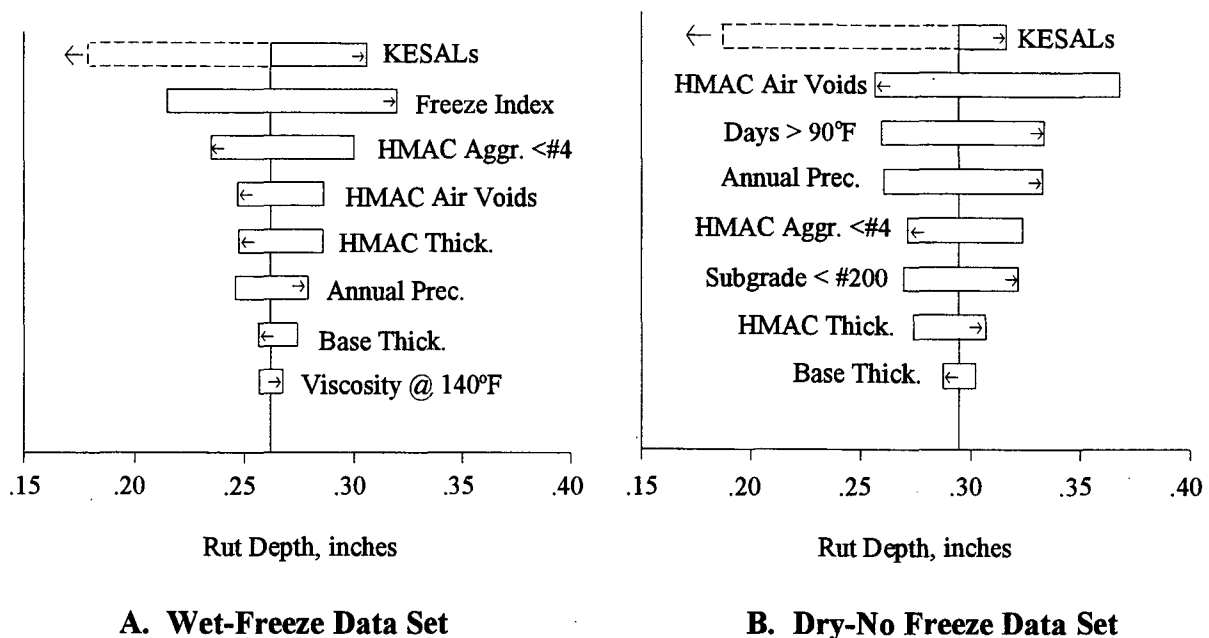 KESALs
Freeze Index
HMAC Aggr. <#4
HMAC Air Voids
HMAC Thick.
Annual Prec.
Base Thick.
Viscosity @ 140°F
.15 .20 .25 .30 .35 .40
Rut Depth, inches
A. Wet-Freeze Data Set
KESALs
HMAC Air Voids
Days > 90°F
Annual Prec.
HMAC Aggr. <#4
Subgrade < #200
HMAC Thick.
Base Thick.
.15 .20 .25 .30 .35 .40
Rut Depth, inches
B. Dry-No Freeze Data Set